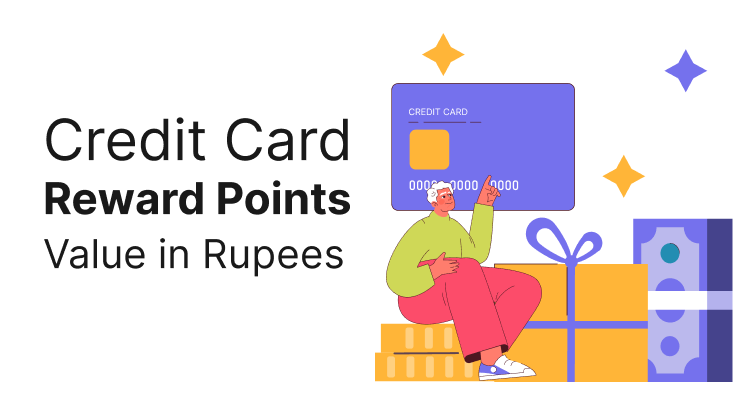 Credit Card
Reward Points
Value in Rupees
CREDIT CARD
0000 0000 0000